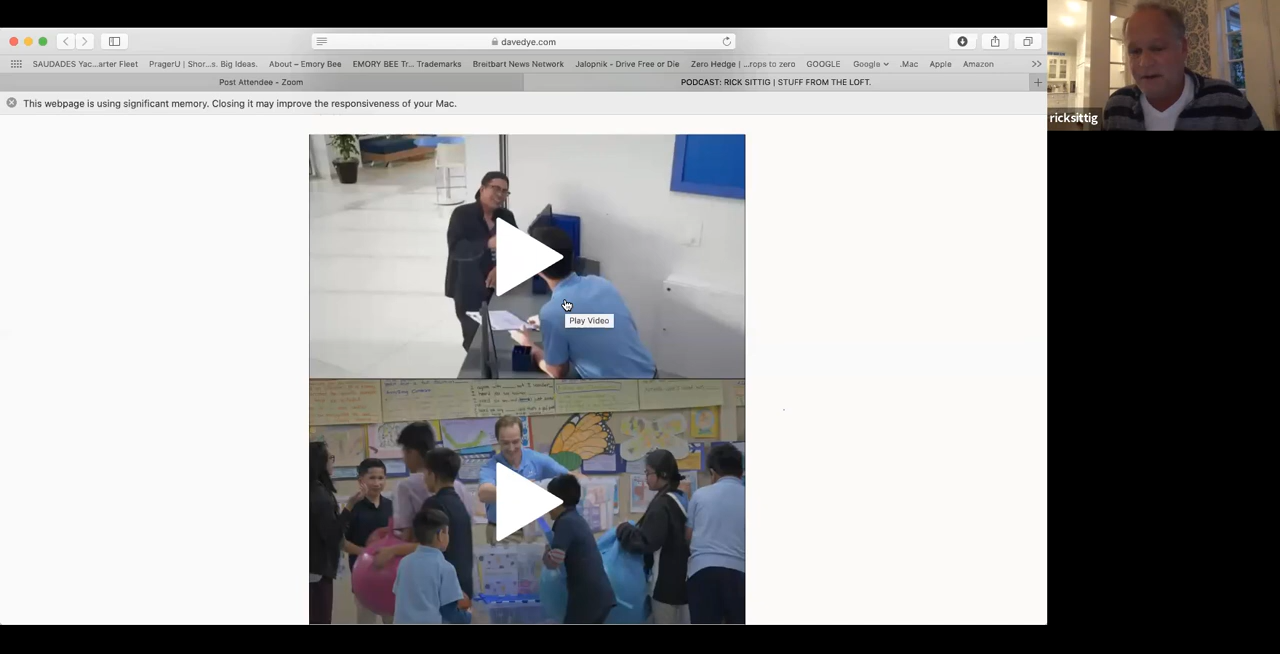 davedye.com
SAUDADES Yac...arter Fleet PragerU | Shor...s. Big Ideas. About – Emory Bee EMORY BEE Tr... Trademarks Breitbart News Network Jalopnik - Drive Free or Die Zero Hedge | ...rops to zero GOOGLE Google .Mac Apple Amazon
Post Attendee - Zoom PODCAST: RICK SITTIG | STUFF FROM THE LOFT.
This webpage is using significant memory. Closing it may improve the responsiveness of your Mac.
ricksittig
Play Video